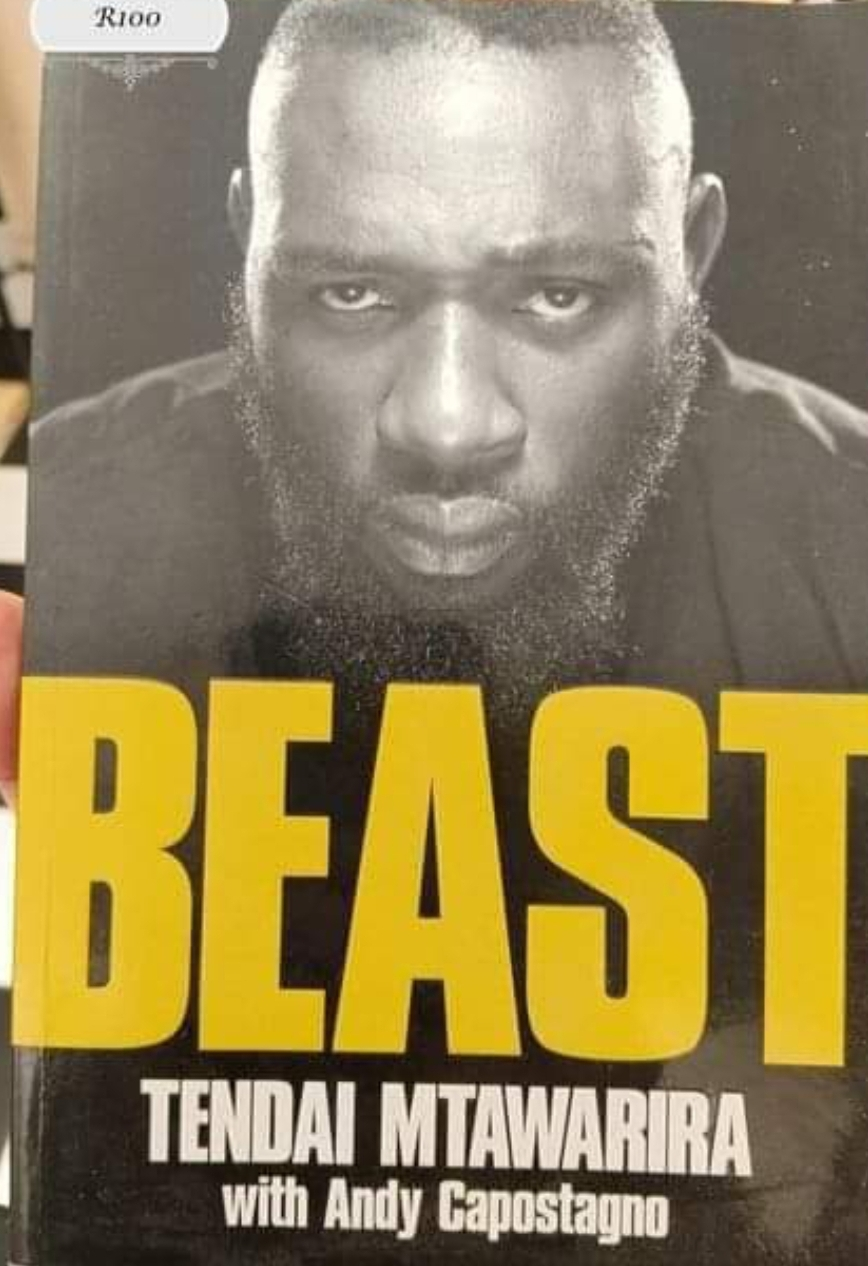 R100
BEAST
TENDAI MTAWARIRA
with Andy Capostagno